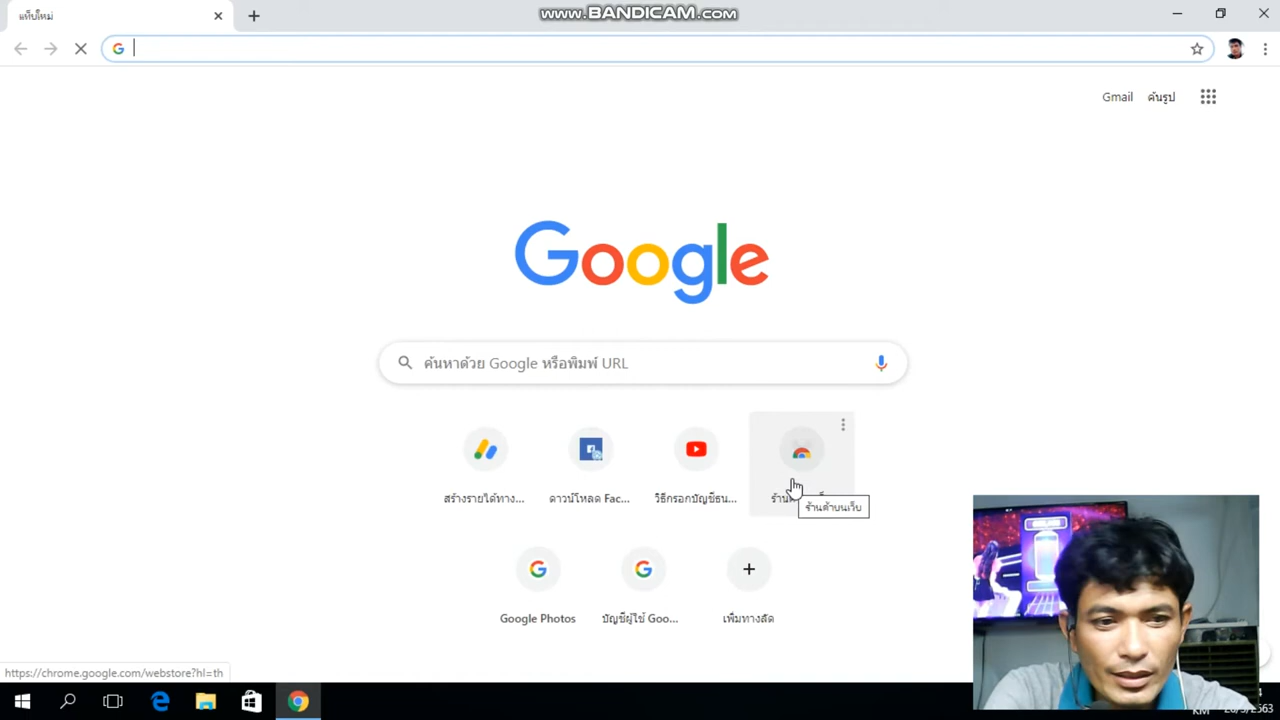 แท็บใหม่
www.BANDICAM.com
Gmail ค้นรูป
Google
ค้นหาด้วย Google หรือพิมพ์ URL
สร้างรายได้ทาง... ดาวน์โหลด Fac... วิธีกรอกบัญชีธน...
ร้านค้าบนเว็บ
Google Photos บัญชีผู้ใช้ Goo... เพิ่มทางลัด
https://chrome.google.com/webstore?hl=th
KM